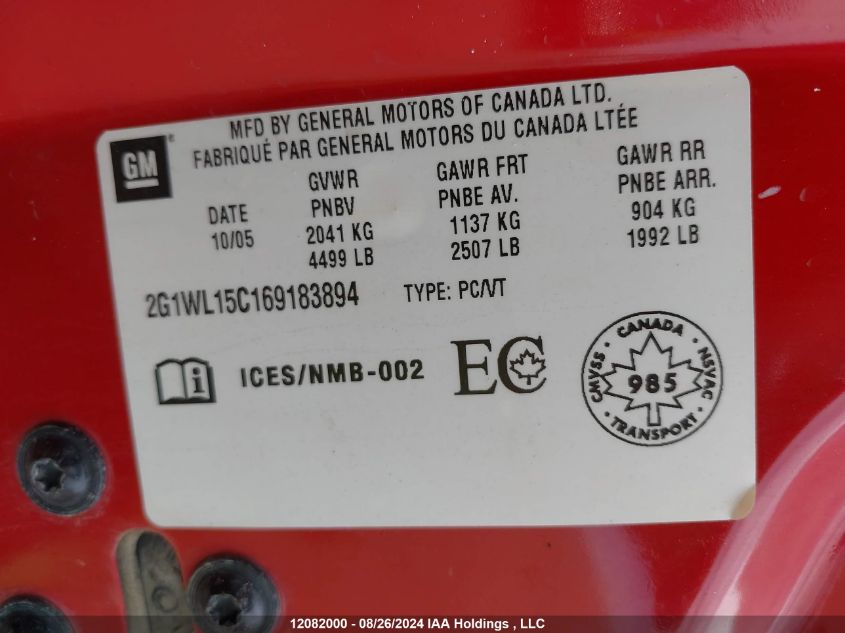 MFD BY GENERAL MOTORS OF CANADA LTD.
FABRIQUÉ PAR GENERAL MOTORS DU CANADA LTÉE
GM
DATE
10/05
GVWR
PNBV
2041 KG
4499 LB
GAWR FRT
PNBE AV.
1137 KG
2507 LB
GAWR RR
PNBE ARR.
904 KG
1992 LB
2G1WL15C169183894 TYPE: PC/VT
i ICES/NMB-002 EC
CANADA
CMVSS 985 NSVAC
TRANSPORT
12082000 - 08/26/2024 IAA Holdings , LLC